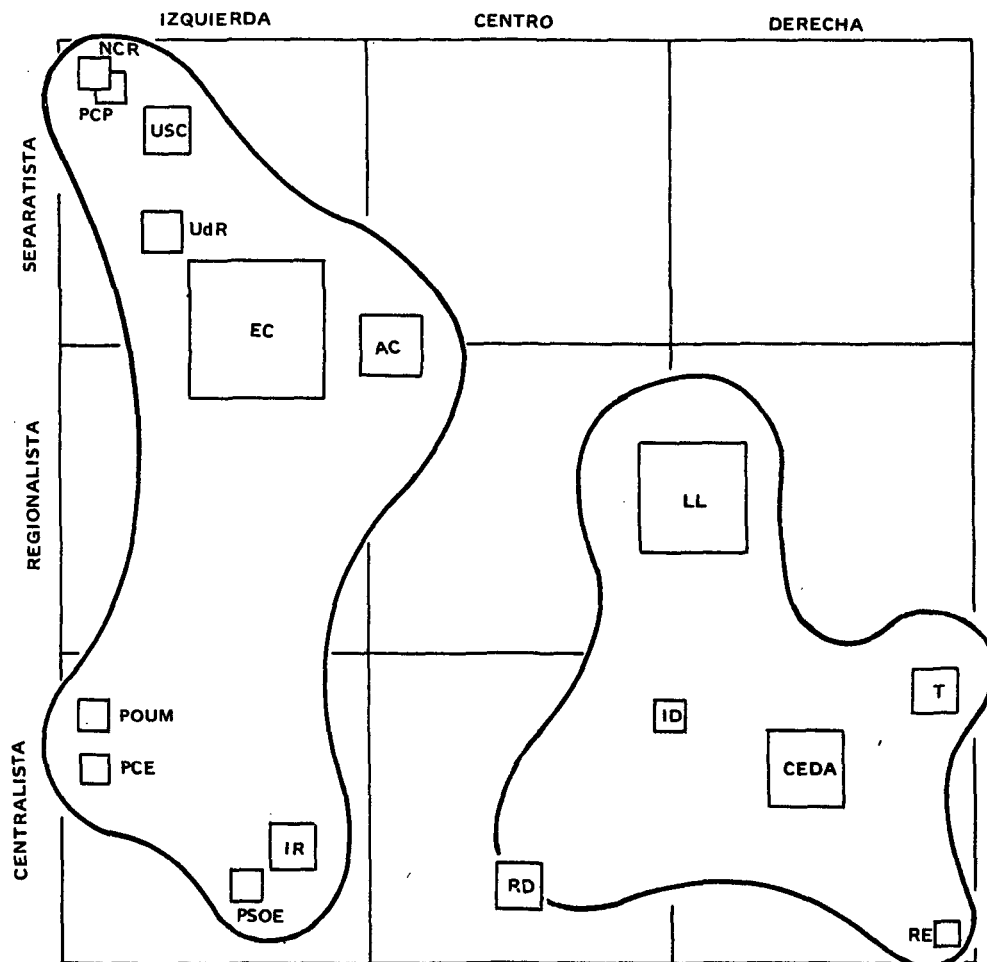 IZQUIERDA
CENTRO
DERECHA
SEPARATISTA
REGIONALISTA
CENTRALISTA
NCR
PCP
USC
UdR
EC
AC
LL
POUM
PCE
ID
T
CEDA
IR
PSOE
RD
RE